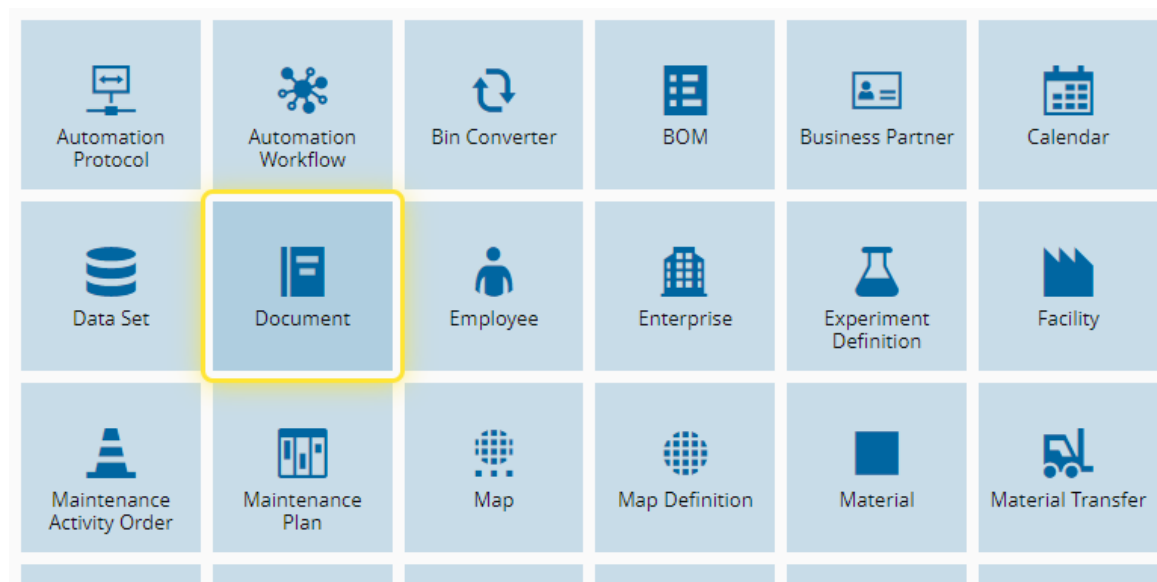 Automation
Protocol
Automation
Workflow
Bin Converter
BOM
Business Partner
Calendar
Data Set
Document
Employee
Enterprise
Experiment
Definition
Facility
Maintenance
Activity Order
Maintenance
Plan
Map
Map Definition
Material
Material Transfer